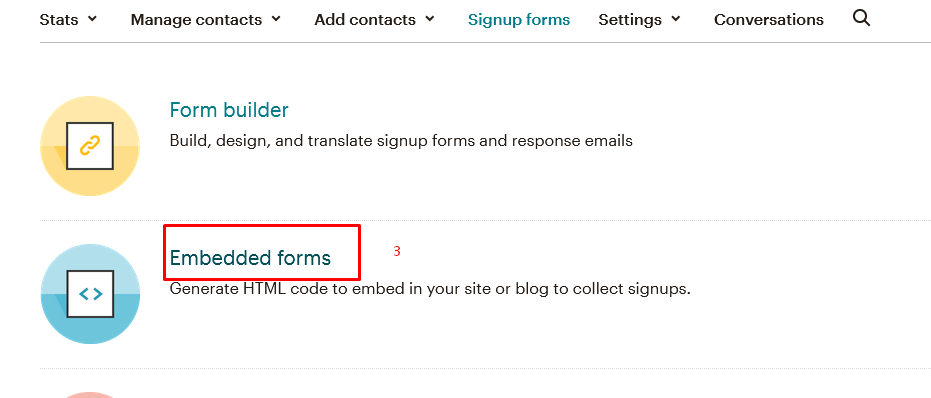 Stats Manage contacts Add contacts Signup forms Settings Conversations
Form builder
Build, design, and translate signup forms and response emails
Embedded forms 3
Generate HTML code to embed in your site or blog to collect signups.